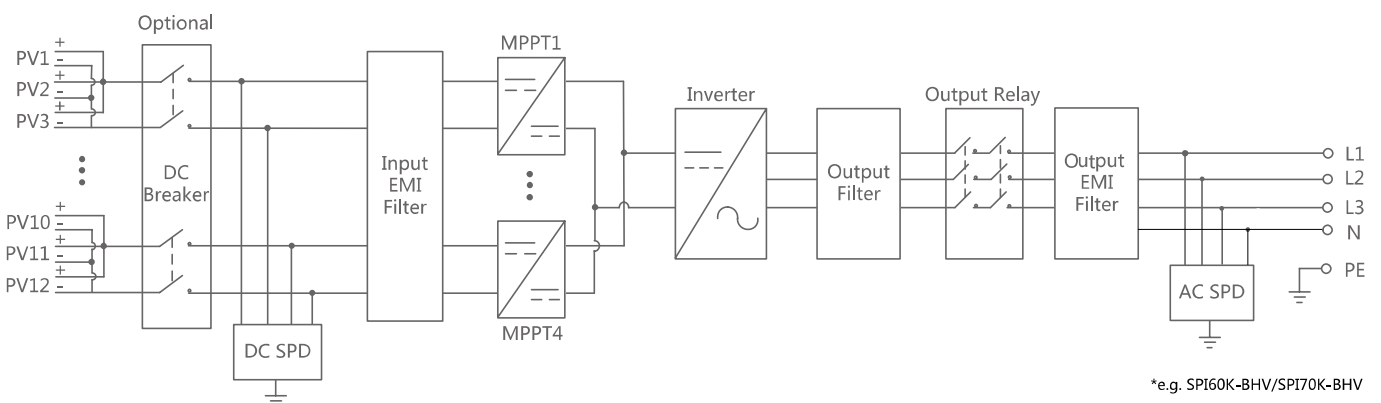 Optional
PV1
+
-
PV2
+
-
PV3
+
-
PV10
+
-
PV11
+
-
PV12
+
-
DC
Breaker
DC SPD
Input
EMI
Filter
MPPT1
MPPT4
Inverter
Output
Filter
Output Relay
Output
EMI
Filter
L1
L2
L3
N
PE
AC SPD
*e.g. SPI60K-BHV/SPI70K-BHV